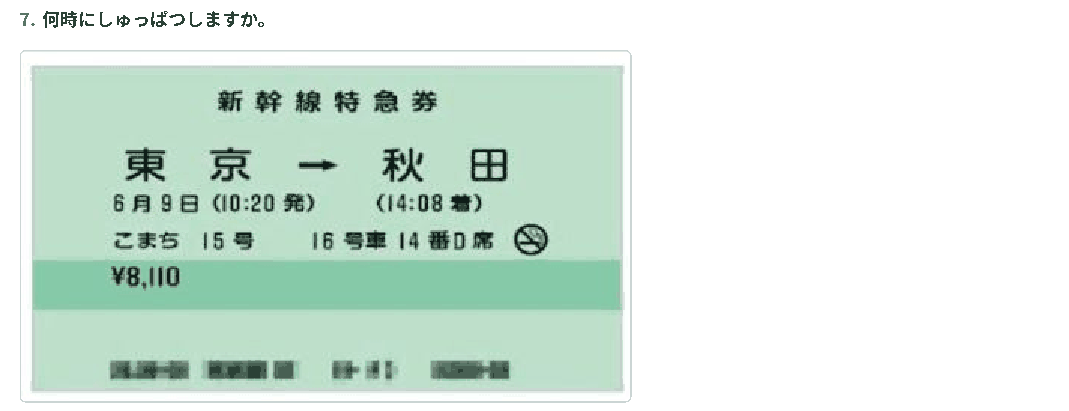 7. 何時にしゅっぱつしますか。
新幹線特急券
東京 → 秋田
6月9日(10:20発) (14:08着)
こまち 15号 16号車 14番D席
¥8,110